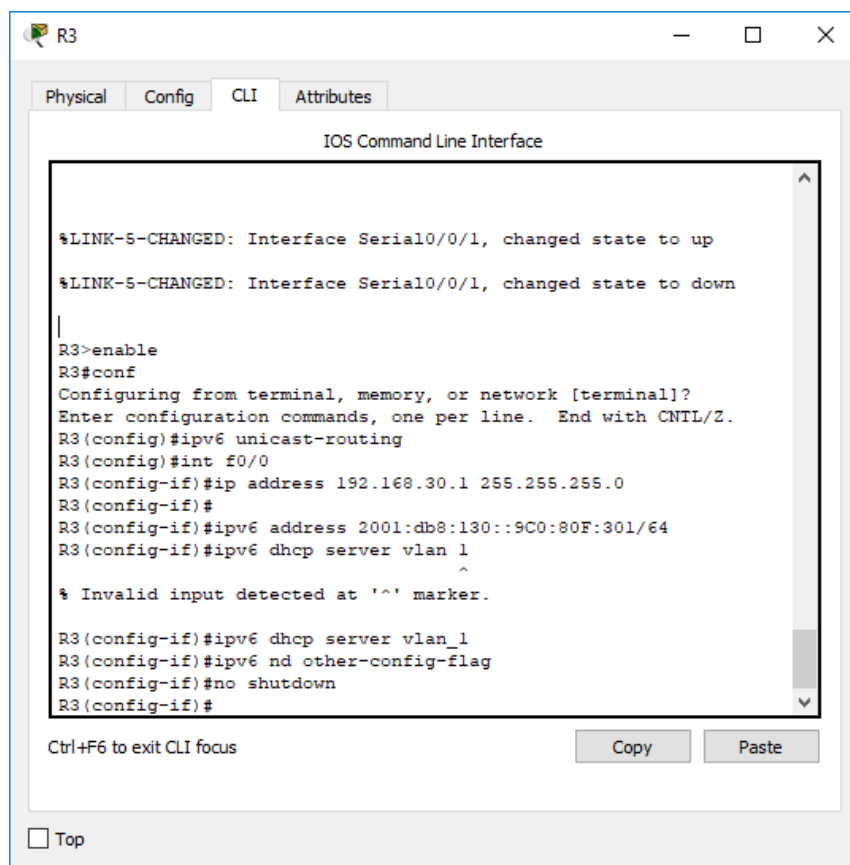 R3
Physical
Config
CLI
Attributes
IOS Command Line Interface
%LINK-5-CHANGED: Interface Serial0/0/1, changed state to up
%LINK-5-CHANGED: Interface Serial0/0/1, changed state to down
R3>enable
R3#conf
Configuring from terminal, memory, or network [terminal]?
Enter configuration commands, one per line.  End with CNTL/Z.
R3(config)#ipv6 unicast-routing
R3(config)#int f0/0
R3(config-if)#ip address 192.168.30.1 255.255.255.0
R3(config-if)#
R3(config-if)#ipv6 address 2001:db8:130::9C0:80F:301/64
R3(config-if)#ipv6 dhcp server vlan 1
^
% Invalid input detected at '^' marker.
R3(config-if)#ipv6 dhcp server vlan_1
R3(config-if)#ipv6 nd other-config-flag
R3(config-if)#no shutdown
R3(config-if)#
Ctrl+F6 to exit CLI focus
Copy
Paste
Top